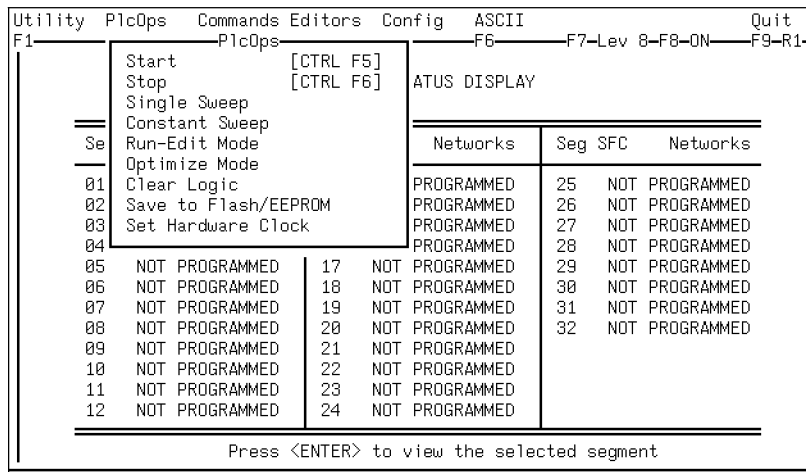 Utility PlcOps Commands Editors Config ASCII Quit
F1 PlcOps F6 F7-Lev 8-F8-ON F9-R1-
Start [CTRL F5]
Stop [CTRL F6] ATUS DISPLAY
Single Sweep
Constant Sweep
Se Run-Edit Mode Networks Seg SFC Networks
Optimize Mode
01 Clear Logic PROGRAMMED 25 NOT PROGRAMMED
02 Save to Flash/EEPROM PROGRAMMED 26 NOT PROGRAMMED
03 Set Hardware Clock PROGRAMMED 27 NOT PROGRAMMED
04 PROGRAMMED 28 NOT PROGRAMMED
05 NOT PROGRAMMED 17 NOT PROGRAMMED 29 NOT PROGRAMMED
06 NOT PROGRAMMED 18 NOT PROGRAMMED 30 NOT PROGRAMMED
07 NOT PROGRAMMED 19 NOT PROGRAMMED 31 NOT PROGRAMMED
08 NOT PROGRAMMED 20 NOT PROGRAMMED 32 NOT PROGRAMMED
09 NOT PROGRAMMED 21 NOT PROGRAMMED
10 NOT PROGRAMMED 22 NOT PROGRAMMED
11 NOT PROGRAMMED 23 NOT PROGRAMMED
12 NOT PROGRAMMED 24 NOT PROGRAMMED
Press <ENTER> to view the selected segment